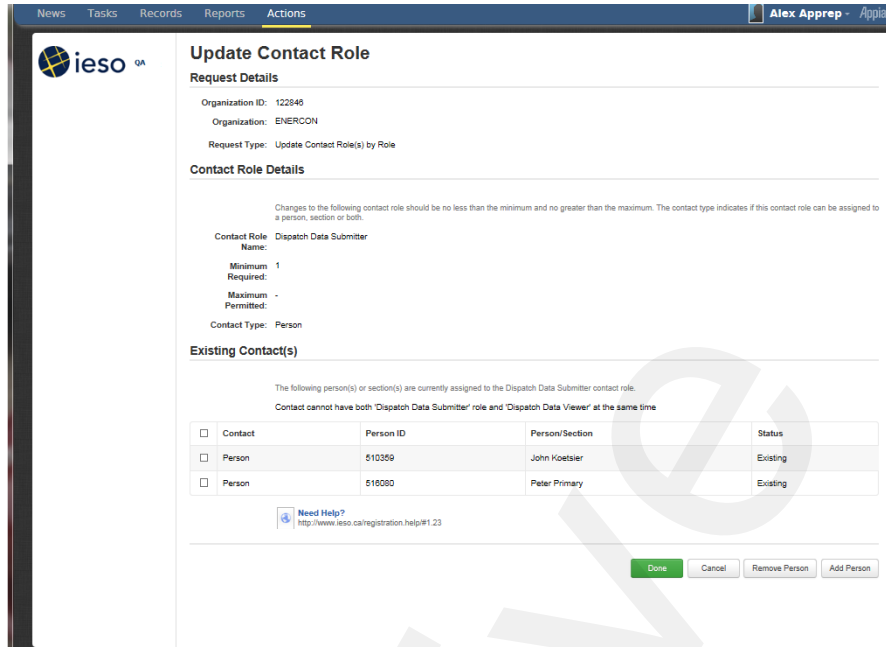 News Tasks Records Reports Actions Alex Apprep
ieso QA
Update Contact Role
Request Details
Organization ID: 122846
Organization: ENERCON
Request Type: Update Contact Role(s) by Role
Contact Role Details
Changes to the following contact role should be no less than the minimum and no greater than the maximum. The contact type indicates if this contact role can be assigned to
a person, section or both.
Contact Role Dispatch Data Submitter
Name:
Minimum 1
Required:
Maximum -
Permitted:
Contact Type: Person
Existing Contact(s)
The following person(s) or section(s) are currently assigned to the Dispatch Data Submitter contact role.
Contact cannot have both 'Dispatch Data Submitter' role and 'Dispatch Data Viewer' at the same time
Contact Person ID Person/Section Status
Person 510359 John Koetsier Existing
Person 516080 Peter Primary Existing
Need Help?
http://www.ieso.ca/registration.help/#1.23
Done Cancel Remove Person Add Person